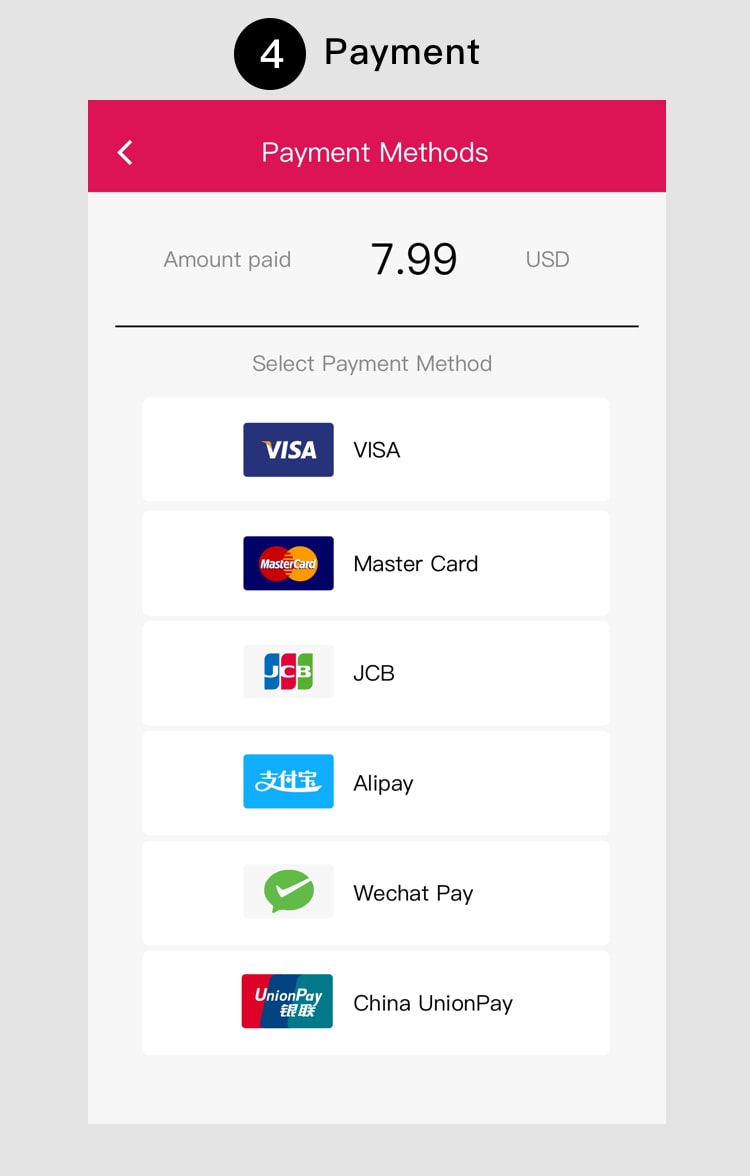 4 Payment
Payment Methods
Amount paid 7.99 USD
Select Payment Method
VISA VISA
MasterCard Master Card
JCB JCB
支付宝 Alipay
Wechat Pay
UnionPay
银联
China UnionPay